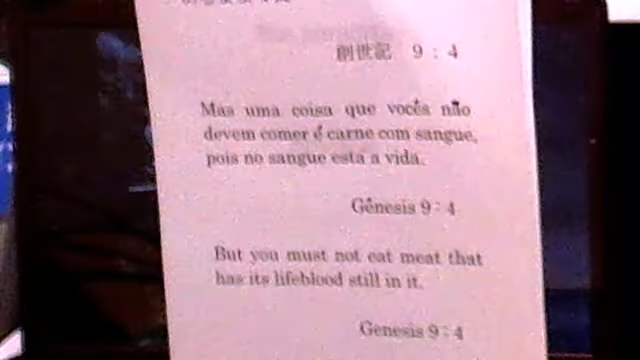 創世記 9:4
Mas uma coisa que vocês não
devem comer é carne com sangue,
pois no sangue está a vida.
Gênesis 9:4
But you must not eat meat that
has its lifeblood still in it.
Genesis 9:4